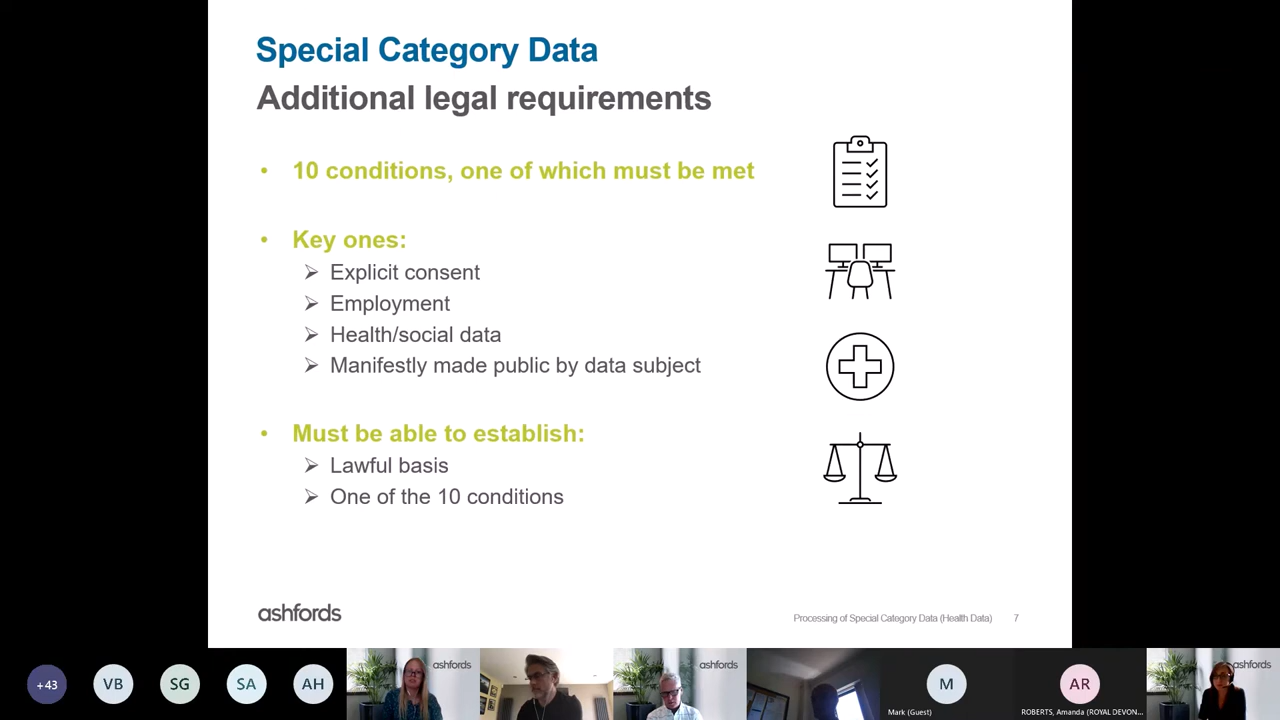 Special Category Data
Additional legal requirements
• 10 conditions, one of which must be met
• Key ones:
➢ Explicit consent
➢ Employment
➢ Health/social data
➢ Manifestly made public by data subject
• Must be able to establish:
➢ Lawful basis
➢ One of the 10 conditions
ashfords
Processing of Special Category Data (Health Data) 7
+43
VB
SG
SA
AH
ashfords
ashfords
M
Mark (Guest)
AR
ROBERTS, Amanda (ROYAL DEVON...
ashfords